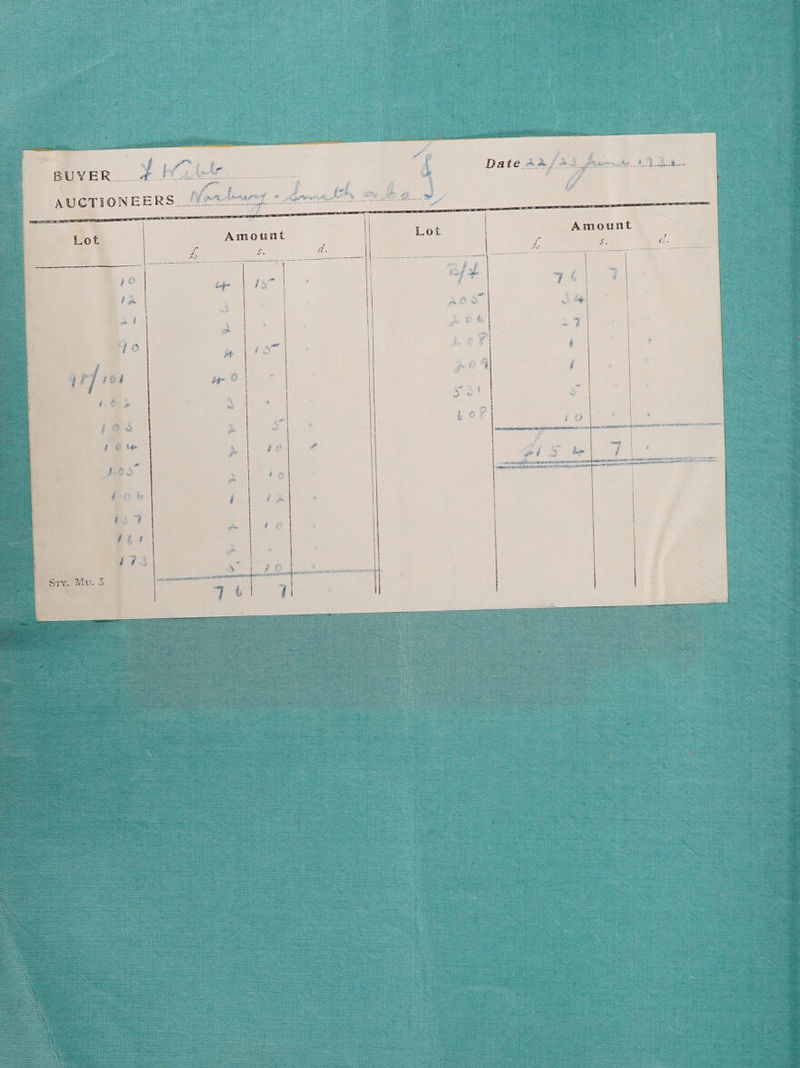 BUYER Webb Date 22/23 June
AUCTIONEERS Norbury - Smith & Co
Lot Amount Lot Amount
£ s. d. £ s. d.
10 4 15 - B/f 76 7
12 3 - - 205 34 - -
21 2 - - 206 27 - -
90 4 15 - 208 1 - -
98/101 40 - - 209 1 - -
102 3 - - 531 5 - -
103 2 5 - 608 10 - -
104 2 10 - £154 7 -
105 2 10 -
106 1 12 -
137 2 10 -
161 2 - -
173 5 10 -
76 7 -
STY. MU. 3